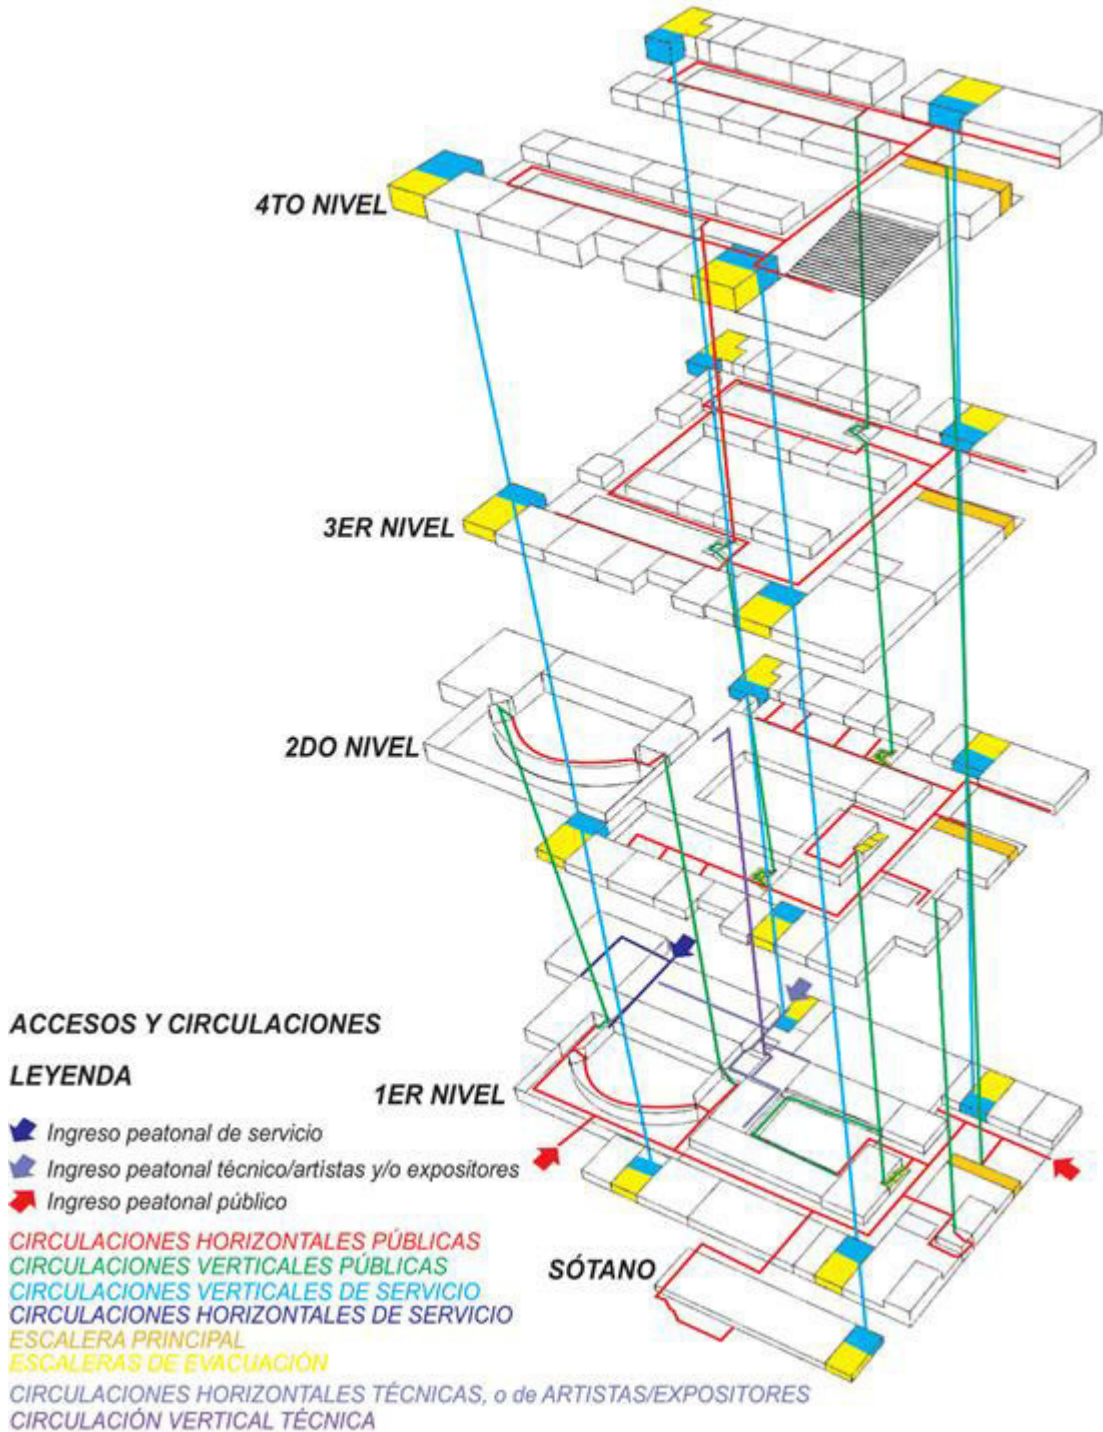 4TO NIVEL
3ER NIVEL
2DO NIVEL
ACCESOS Y CIRCULACIONES
LEYENDA
1ER NIVEL
Ingreso peatonal de servicio
Ingreso peatonal técnico/artistas y/o expositores
Ingreso peatonal público
CIRCULACIONES HORIZONTALES PÚBLICAS
CIRCULACIONES VERTICALES PÚBLICAS
SÓTANO
CIRCULACIONES VERTICALES DE SERVICIO
CIRCULACIONES HORIZONTALES DE SERVICIO
ESCALERA PRINCIPAL
ESCALERAS DE EVACUACIÓN
CIRCULACIONES HORIZONTALES TÉCNICAS, o de ARTISTAS/EXPOSITORES
CIRCULACIÓN VERTICAL TÉCNICA